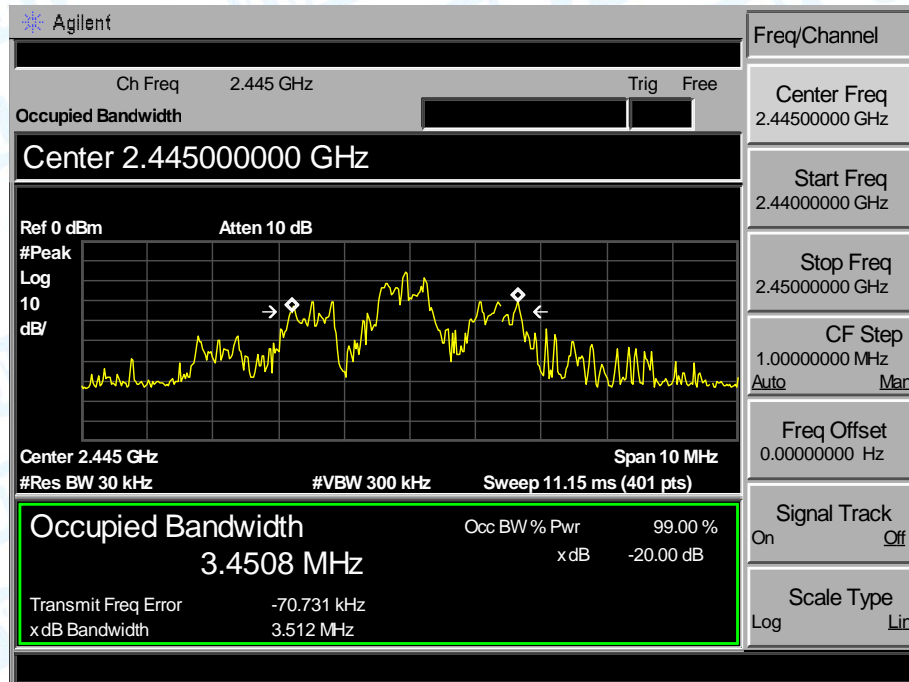 Agilent
Freq/Channel
Ch Freq 2.445 GHz Trig Free
Occupied Bandwidth
Center 2.445000000 GHz
Ref 0 dBm Atten 10 dB
#Peak
Log
10
dB/
Center 2.445 GHz Span 10 MHz
#Res BW 30 kHz #VBW 300 kHz Sweep 11.15 ms (401 pts)
Occupied Bandwidth
3.4508 MHz
Occ BW % Pwr 99.00 %
x dB -20.00 dB
Transmit Freq Error -70.731 kHz
x dB Bandwidth 3.512 MHz
Center Freq
2.44500000 GHz
Start Freq
2.44000000 GHz
Stop Freq
2.45000000 GHz
CF Step
1.00000000 MHz
Auto Man
Freq Offset
0.00000000 Hz
Signal Track
On Off
Scale Type
Log Lin